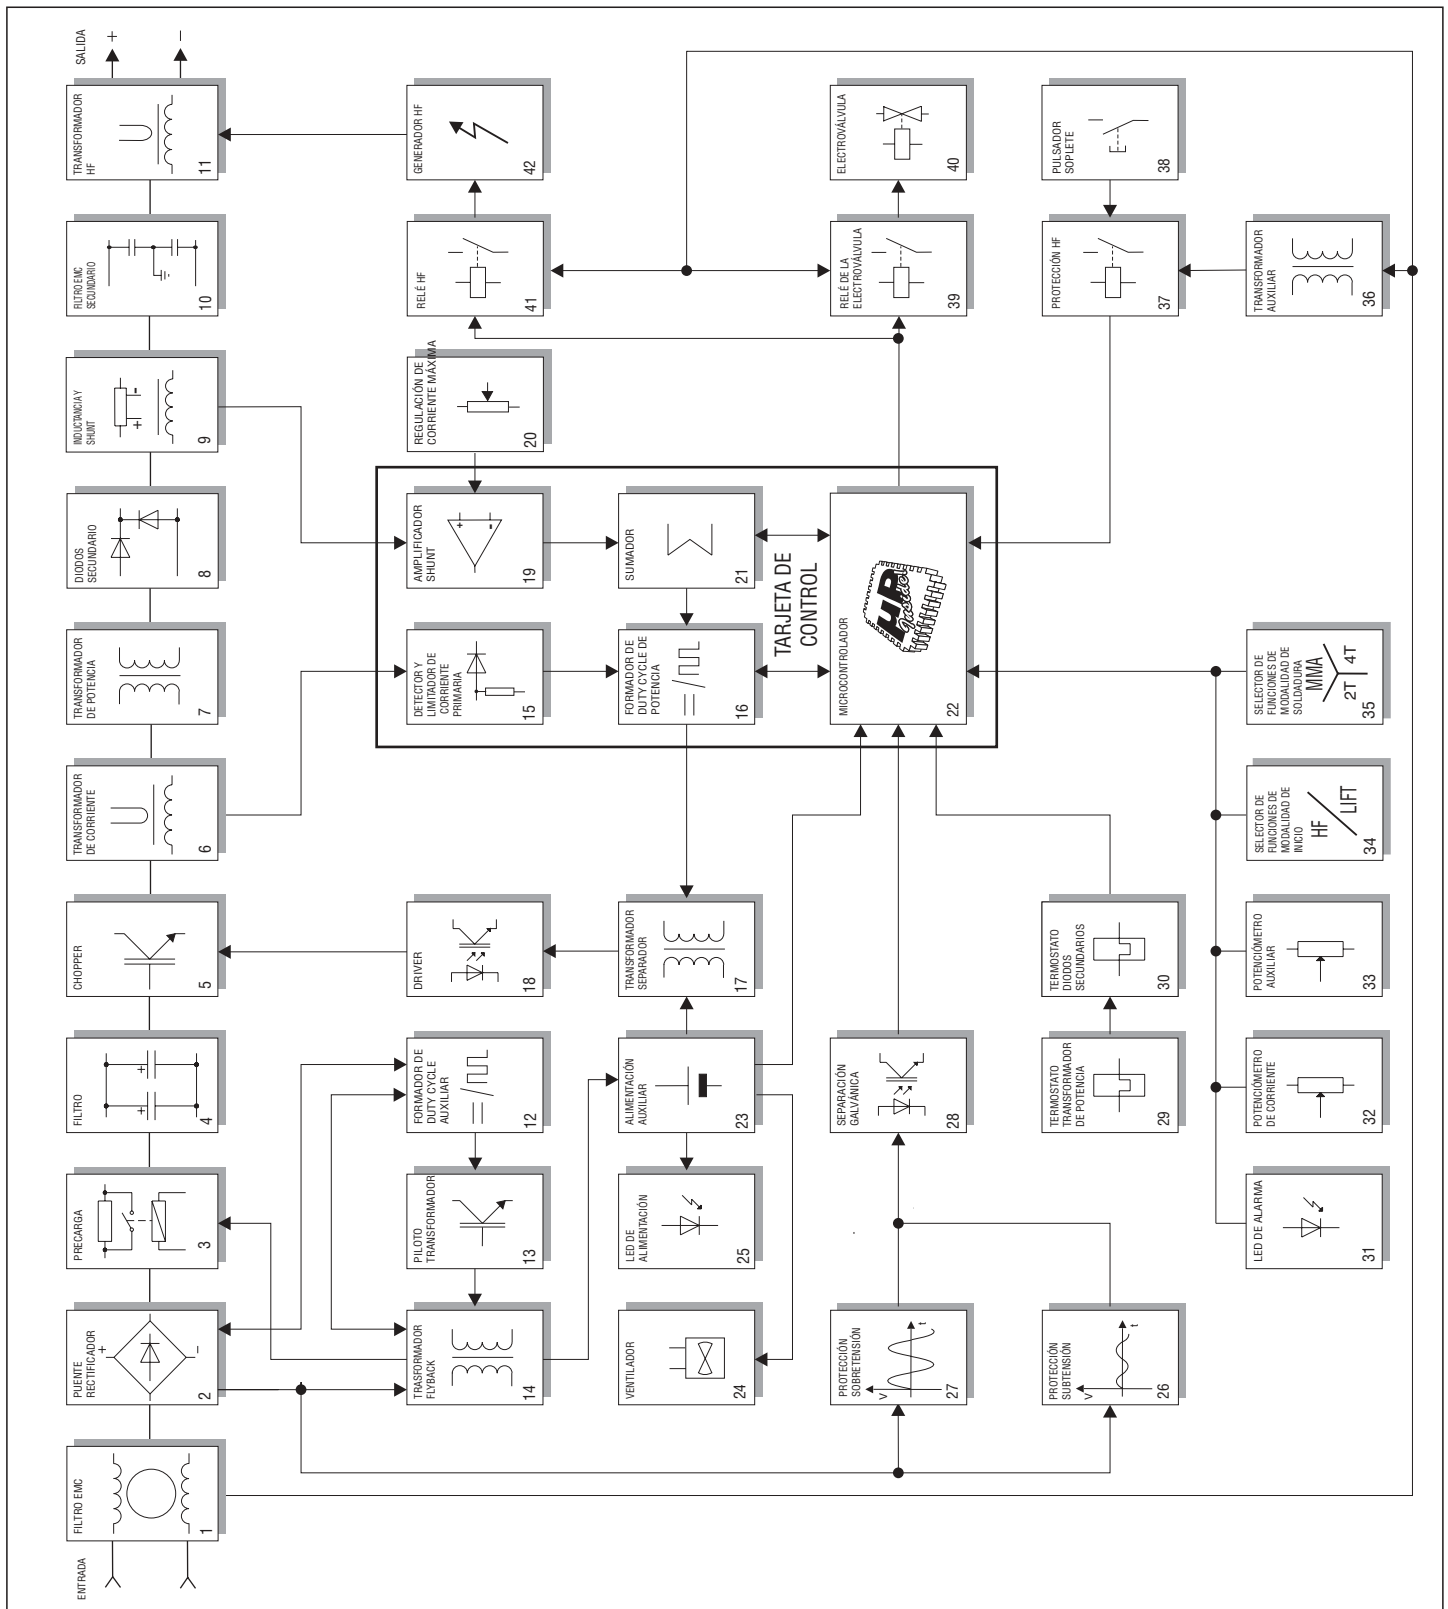 ENTRADA
FILTRO EMC
1
PUENTE
RECTIFICADOR
+
-
2
PRECARGA
3
FILTRO
+
+
4
CHOPPER
5
TRANSFORMADOR
DE CORRIENTE
6
TRANSFORMADOR
DE POTENCIA
7
DIODOS
SECUNDARIO
8
INDUCTANCIA Y
SHUNT
+
-
9
FILTRO EMC
SECUNDARIO
10
TRANSFORMADOR
HF
11
SALIDA
+
-
FORMADOR DE
DUTY CYCLE
AUXILIAR
12
PILOTO
TRANSFORMADOR
13
TRASFORMADOR
FLYBACK
14
DETECTOR Y
LIMITADOR DE
CORRIENTE
PRIMARIA
15
FORMADOR DE
DUTY CYCLE DE
POTENCIA
16
TRANSFORMADOR
SEPARADOR
17
DRIVER
18
AMPLIFICADOR
SHUNT
+
-
19
REGULACIÓN DE
CORRIENTE MÁXIMA
20
SUMADOR
Σ
21
TARJETA DE
CONTROL
MICROCONTROLADOR
µP
inside!
22
ALIMENTACIÓN
AUXILIAR
23
VENTILADOR
24
LED DE
ALIMENTACIÓN
25
PROTECCIÓN
SUBTENSIÓN
V
t
26
PROTECCIÓN
SOBRETENSIÓN
V
t
27
SEPARACIÓN
GALVÁNICA
28
TERMOSTATO
TRANSFORMADOR
DE POTENCIA
29
TERMOSTATO
DIODOS
SECUNDARIOS
30
LED DE ALARMA
31
POTENCIÓMETRO
DE CORRIENTE
32
POTENCIÓMETRO
AUXILIAR
33
SELECTOR DE
FUNCIONES DE
MODALIDAD DE
INICIO
HF
LIFT
34
SELECTOR DE
FUNCIONES DE
MODALIDAD DE
SOLDADURA
MMA
2T
4T
35
TRANSFORMADOR
AUXILIAR
36
PROTECCIÓN HF
37
PULSADOR
SOPLETE
38
RELÉ DE LA
ELECTROVÁLVULA
39
ELECTROVÁLVULA
40
RELÉ HF
41
GENERADOR HF
42